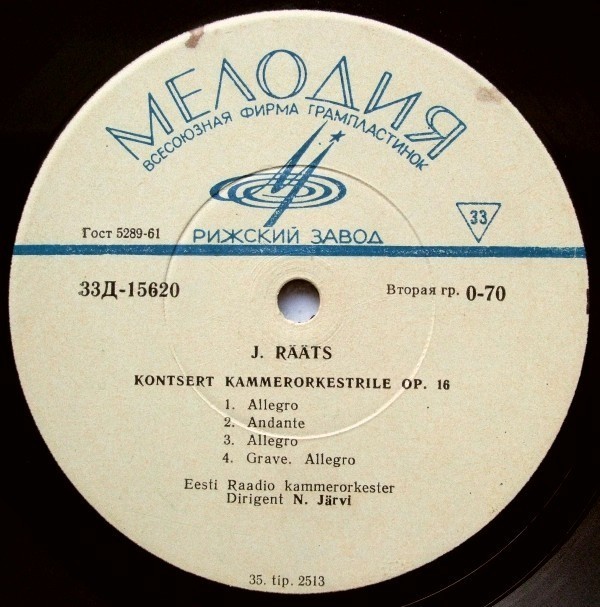 МЕЛОДИЯ
ВСЕСОЮЗНАЯ ФИРМА ГРАМПЛАСТИНОК
33
Гост 5289-61
РИЖСКИЙ ЗАВОД
33Д-15620
Вторая гр. 0-70
J. RÄÄTS
KONTSERT KAMMERORKESTRILE OP. 16
1. Allegro
2. Andante
3. Allegro
4. Grave. Allegro
Eesti Raadio kammerorkester
Dirigent N. Järvi
35. tip. 2513